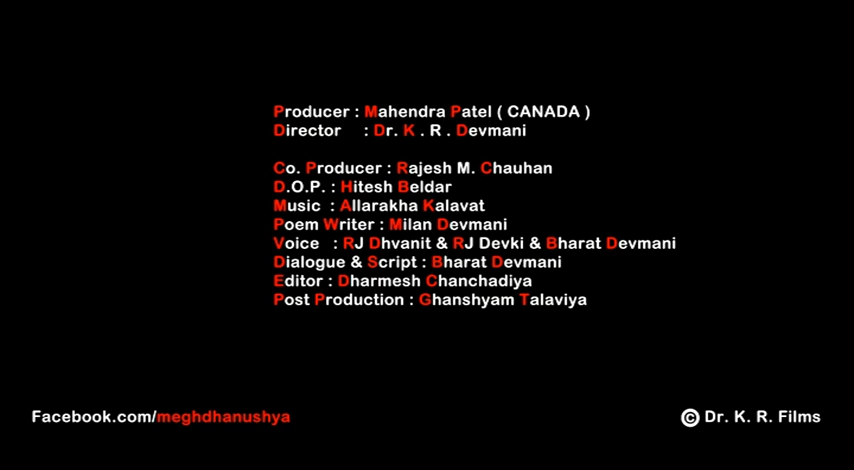 Producer : Mahendra Patel ( CANADA )
Director : Dr. K . R . Devmani
Co. Producer : Rajesh M. Chauhan
D.O.P. : Hitesh Beldar
Music : Allarakha Kalavat
Poem Writer : Milan Devmani
Voice : RJ Dhvanit & RJ Devki & Bharat Devmani
Dialogue & Script : Bharat Devmani
Editor : Dharmesh Chanchadiya
Post Production : Ghanshyam Talaviya
Facebook.com/meghdhanushya
© Dr. K. R. Films